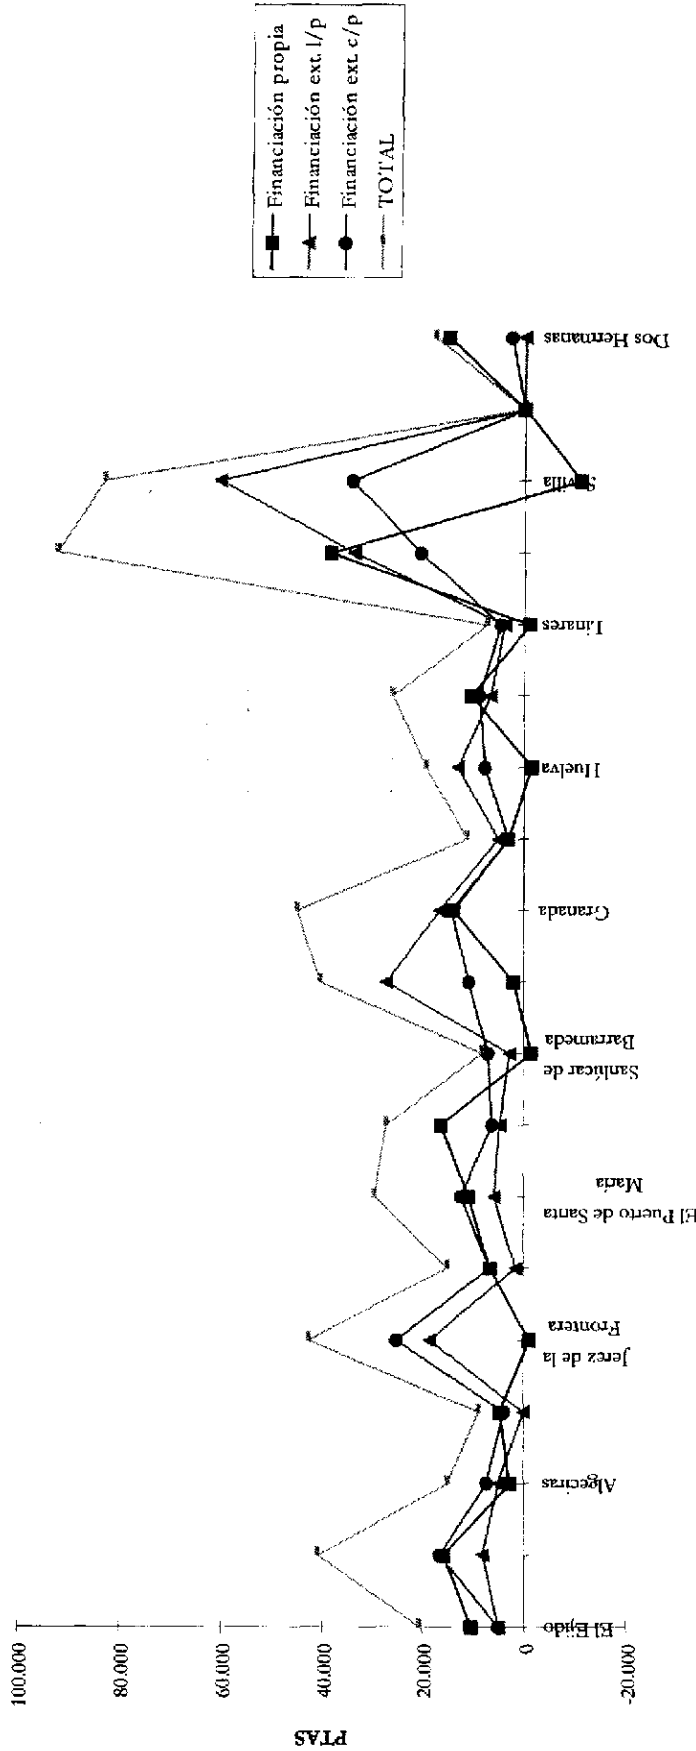 PTAS
100.000
80.000
60.000
40.000
20.000
0
-20.000
El Ejido
Algeciras
Jerez de la
Frontera
El Puerto de Santa
María
Sanlúcar de
Barrameda
Granada
Huelva
Linares
Sevilla
Dos Hermanas
Financiación propia
Financiación ext. l/p
Financiación ext. c/p
TOTAL